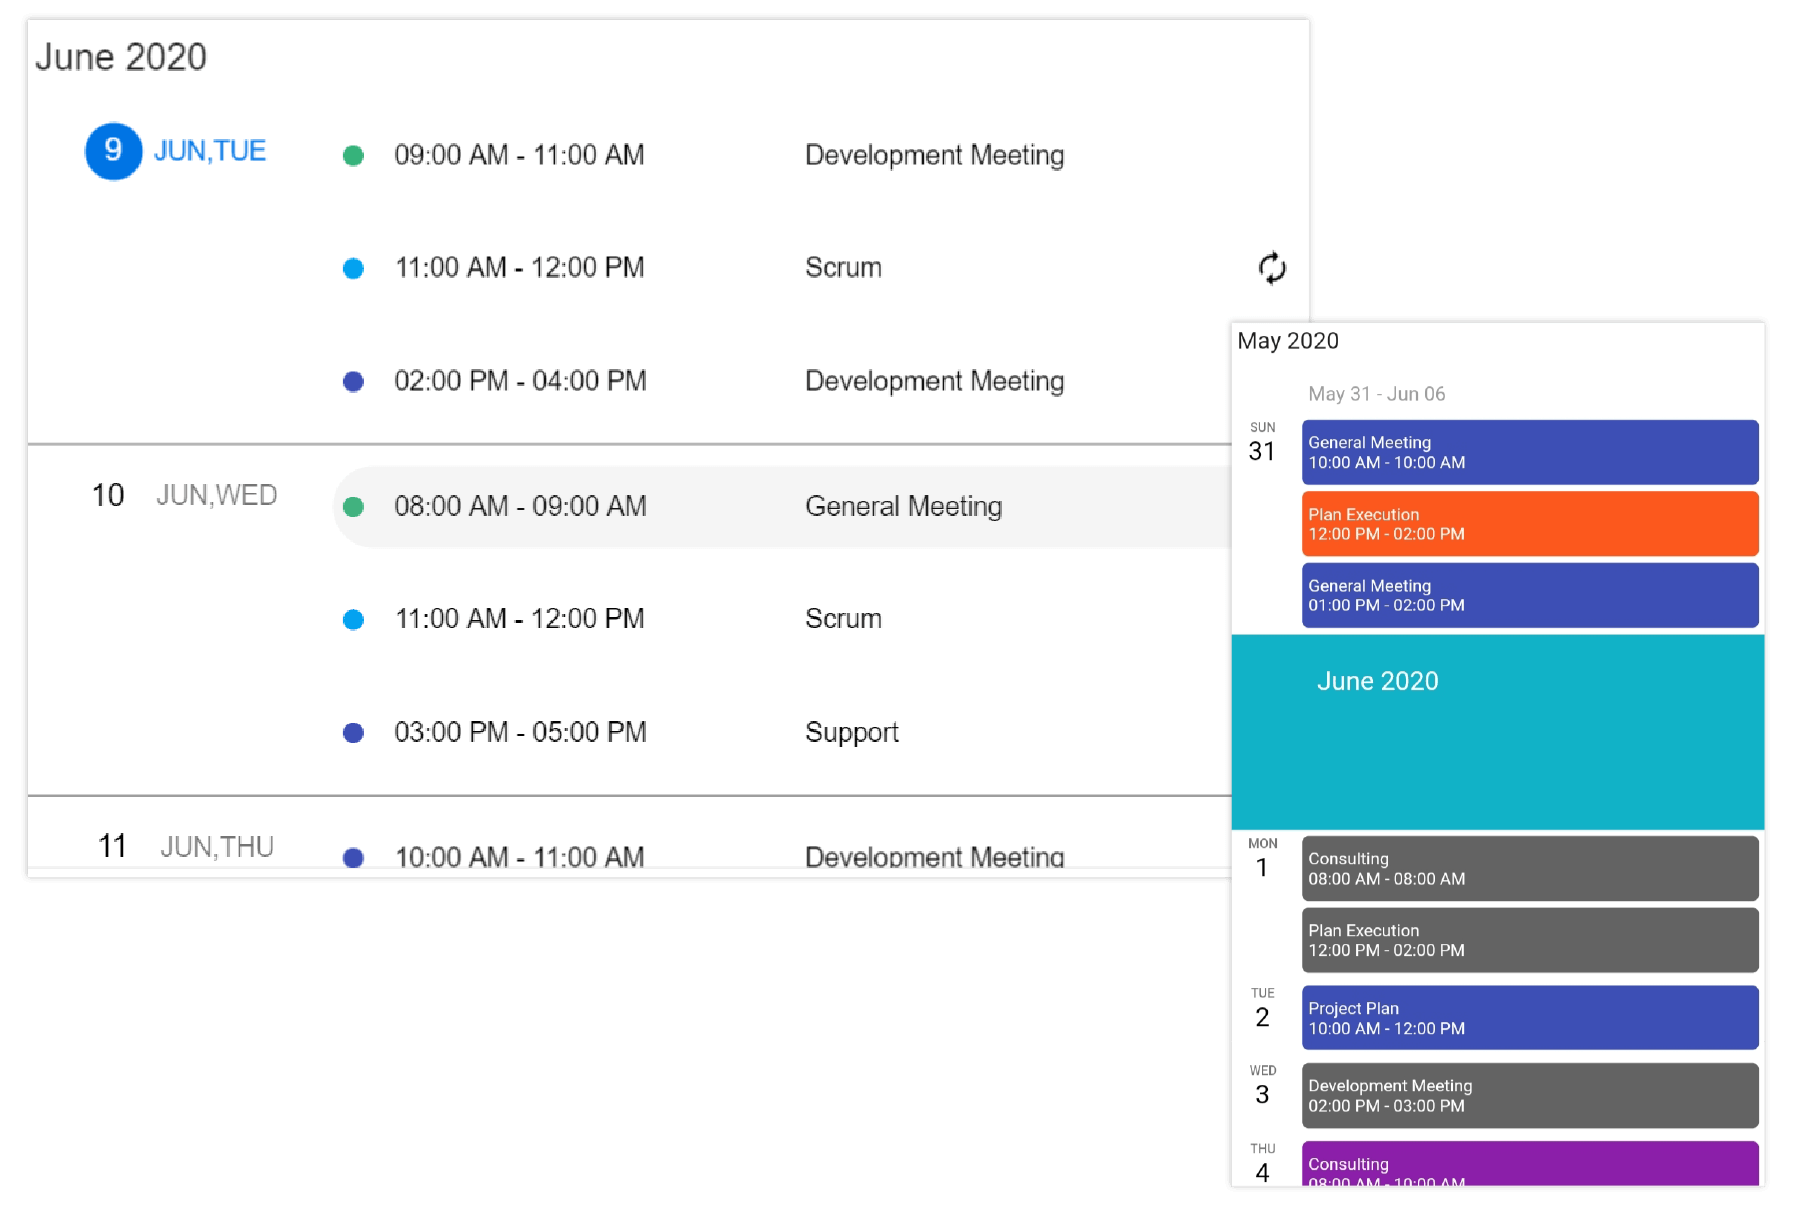 June 2020
9 JUN,TUE 09:00 AM - 11:00 AM Development Meeting
11:00 AM - 12:00 PM Scrum
02:00 PM - 04:00 PM Development Meeting
10 JUN,WED 08:00 AM - 09:00 AM General Meeting
11:00 AM - 12:00 PM Scrum
03:00 PM - 05:00 PM Support
11 JUN,THU 10:00 AM - 11:00 AM Development Meeting
May 2020
May 31 - Jun 06
SUN
31
General Meeting
10:00 AM - 10:00 AM
Plan Execution
12:00 PM - 02:00 PM
General Meeting
01:00 PM - 02:00 PM
June 2020
MON
1
Consulting
08:00 AM - 08:00 AM
Plan Execution
12:00 PM - 02:00 PM
TUE
2
Project Plan
10:00 AM - 12:00 PM
WED
3
Development Meeting
02:00 PM - 03:00 PM
THU
4
Consulting
08:00 AM - 10:00 AM